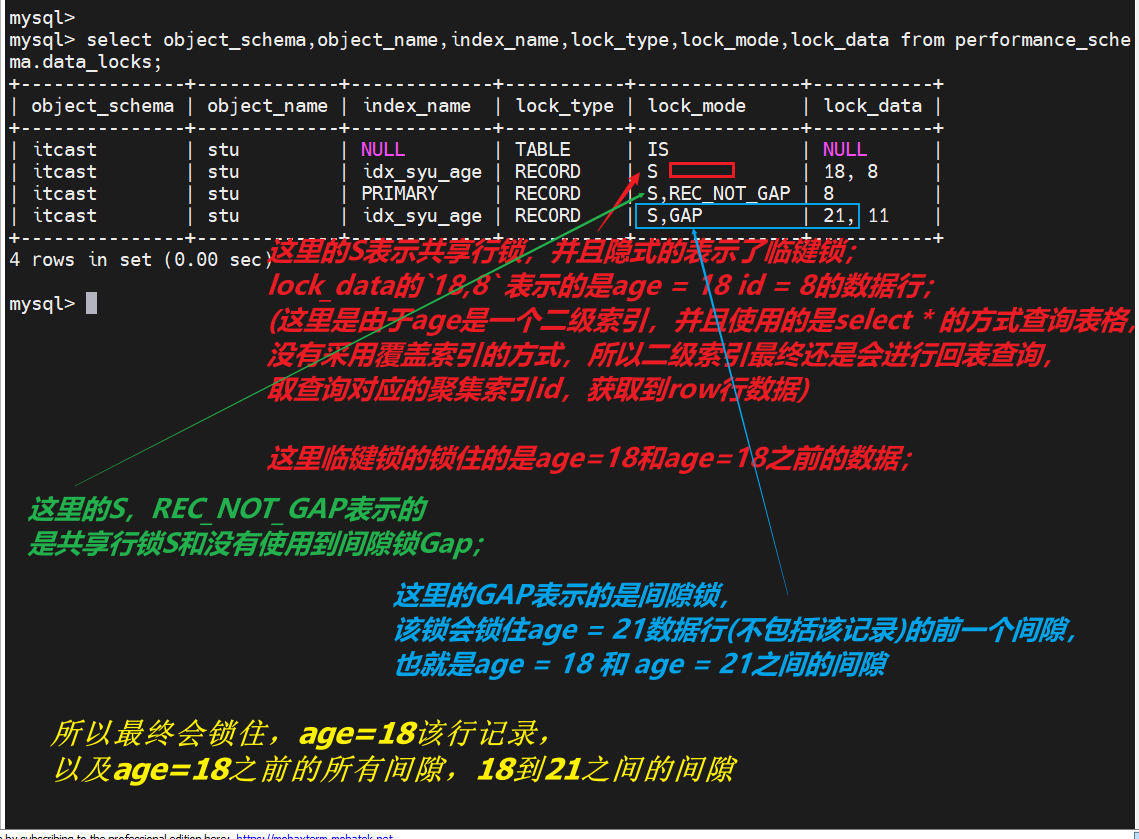 mysql>
mysql> select object_schema,object_name,index_name,lock_type,lock_mode,lock_data from performance_sche
ma.data_locks;
+---------------+-------------+-------------+-----------+---------------+-----------+
| object_schema | object_name | index_name | lock_type | lock_mode | lock_data |
+---------------+-------------+-------------+-----------+---------------+-----------+
| itcast | stu | NULL | TABLE | IS | NULL |
| itcast | stu | idx_syu_age | RECORD | S | 18, 8 |
| itcast | stu | PRIMARY | RECORD | S,REC_NOT_GAP | 8 |
| itcast | stu | idx_syu_age | RECORD | S,GAP | 21, 11 |
+---------------+-------------+-------------+-----------+---------------+-----------+
4 rows in set (0.00 sec)
mysql>
这里的S表示共享行锁，并且隐式的表示了临键锁；
lock_data的`18,8`表示的是age = 18 id = 8的数据行；
(这里是由于age是一个二级索引，并且使用的是select * 的方式查询表格，
没有采用覆盖索引的方式，所以二级索引最终还是会进行回表查询，
取查询对应的聚集索引id，获取到row行数据)
这里临键锁的锁住的是age=18和age=18之前的数据；
这里的S，REC_NOT_GAP表示的
是共享行锁S和没有使用到间隙锁Gap；
这里的GAP表示的是间隙锁，
该锁会锁住age = 21数据行(不包括该记录)的前一个间隙，
也就是age = 18 和 age = 21之间的间隙
所以最终会锁住，age=18该行记录，
以及age=18之前的所有间隙，18到21之间的间隙